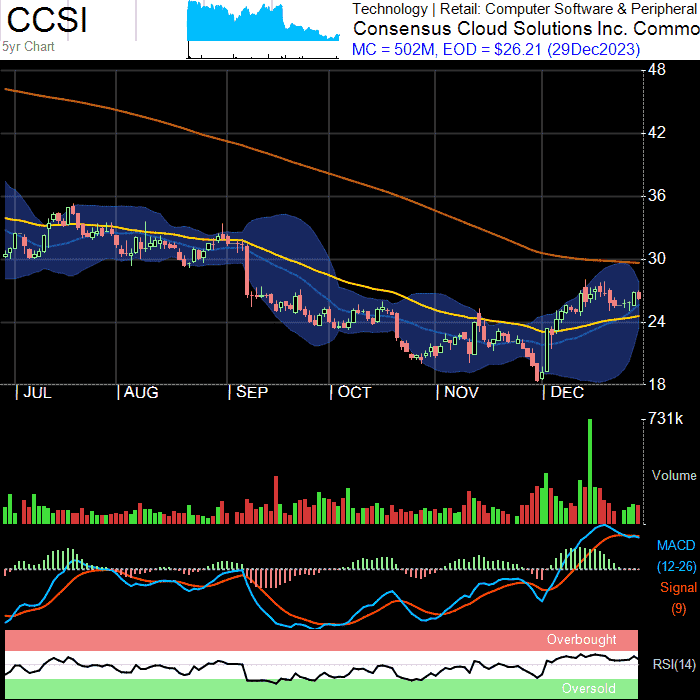 CCSI
5yr Chart
Technology | Retail: Computer Software & Peripheral
Consensus Cloud Solutions Inc. Commo
MC = 502M, EOD = $26.21 (29Dec2023)
48
42
36
30
24
18
JUL AUG SEP OCT NOV DEC
731k
Volume
MACD
(12-26)
Signal
(9)
Overbought
RSI(14)
Oversold